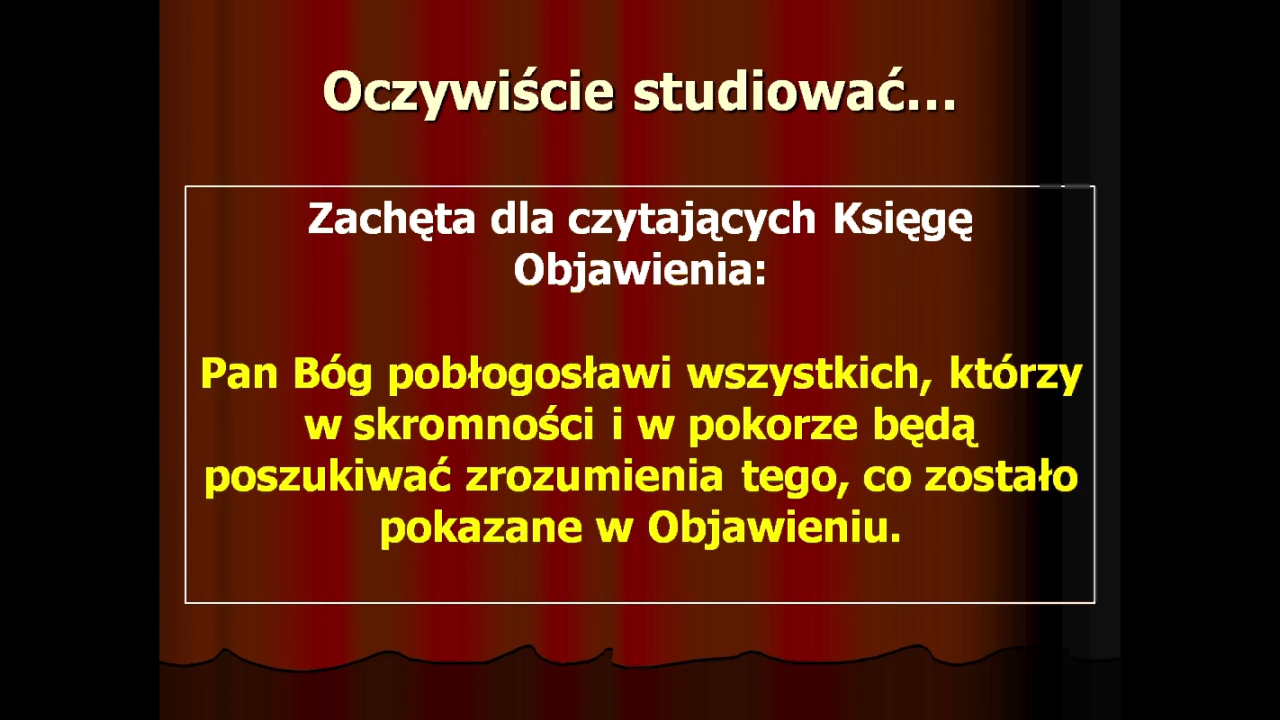 Oczywiście studiować...
Zachęta dla czytających Księgę
Objawienia:
Pan Bóg pobłogosławi wszystkich, którzy
w skromności i w pokorze będą
poszukiwać zrozumienia tego, co zostało
pokazane w Objawieniu.